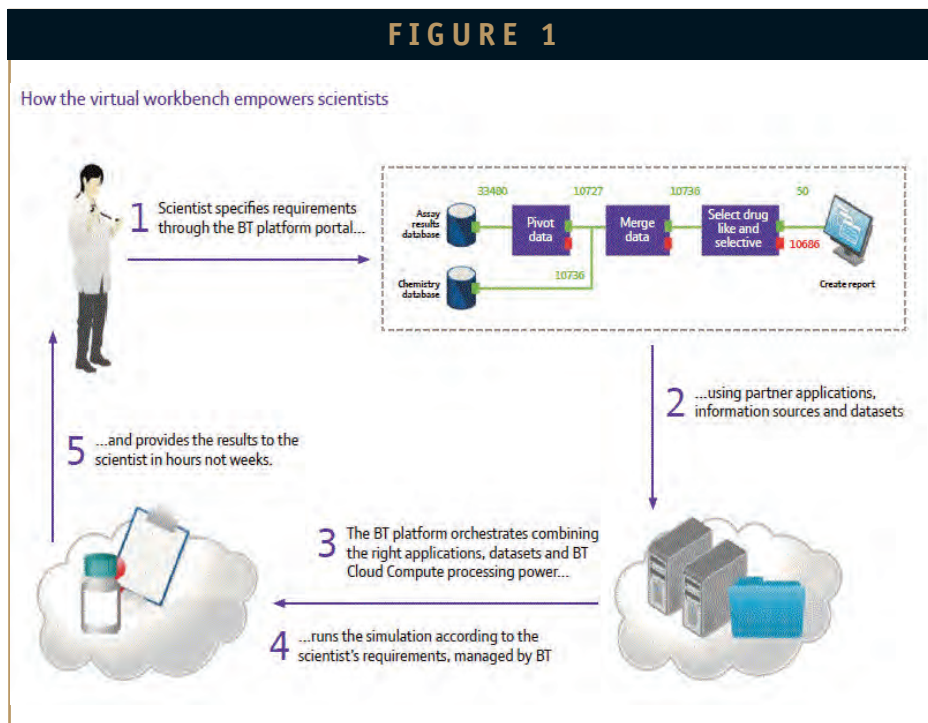 FIGURE 1
How the virtual workbench empowers scientists
1 Scientist specifies requirements
through the BT platform portal...
33480
10727
10736
50
Assay
results
database
Pivot
data
Merge
data
Select drug
like and
selective
10686
10736
Chemistry
database
Create report
2 ...using partner applications,
information sources and datasets
5 ...and provides the results to the
scientist in hours not weeks.
3 The BT platform orchestrates combining
the right applications, datasets and BT
Cloud Compute processing power...
4 ...runs the simulation according to the
scientist's requirements, managed by BT